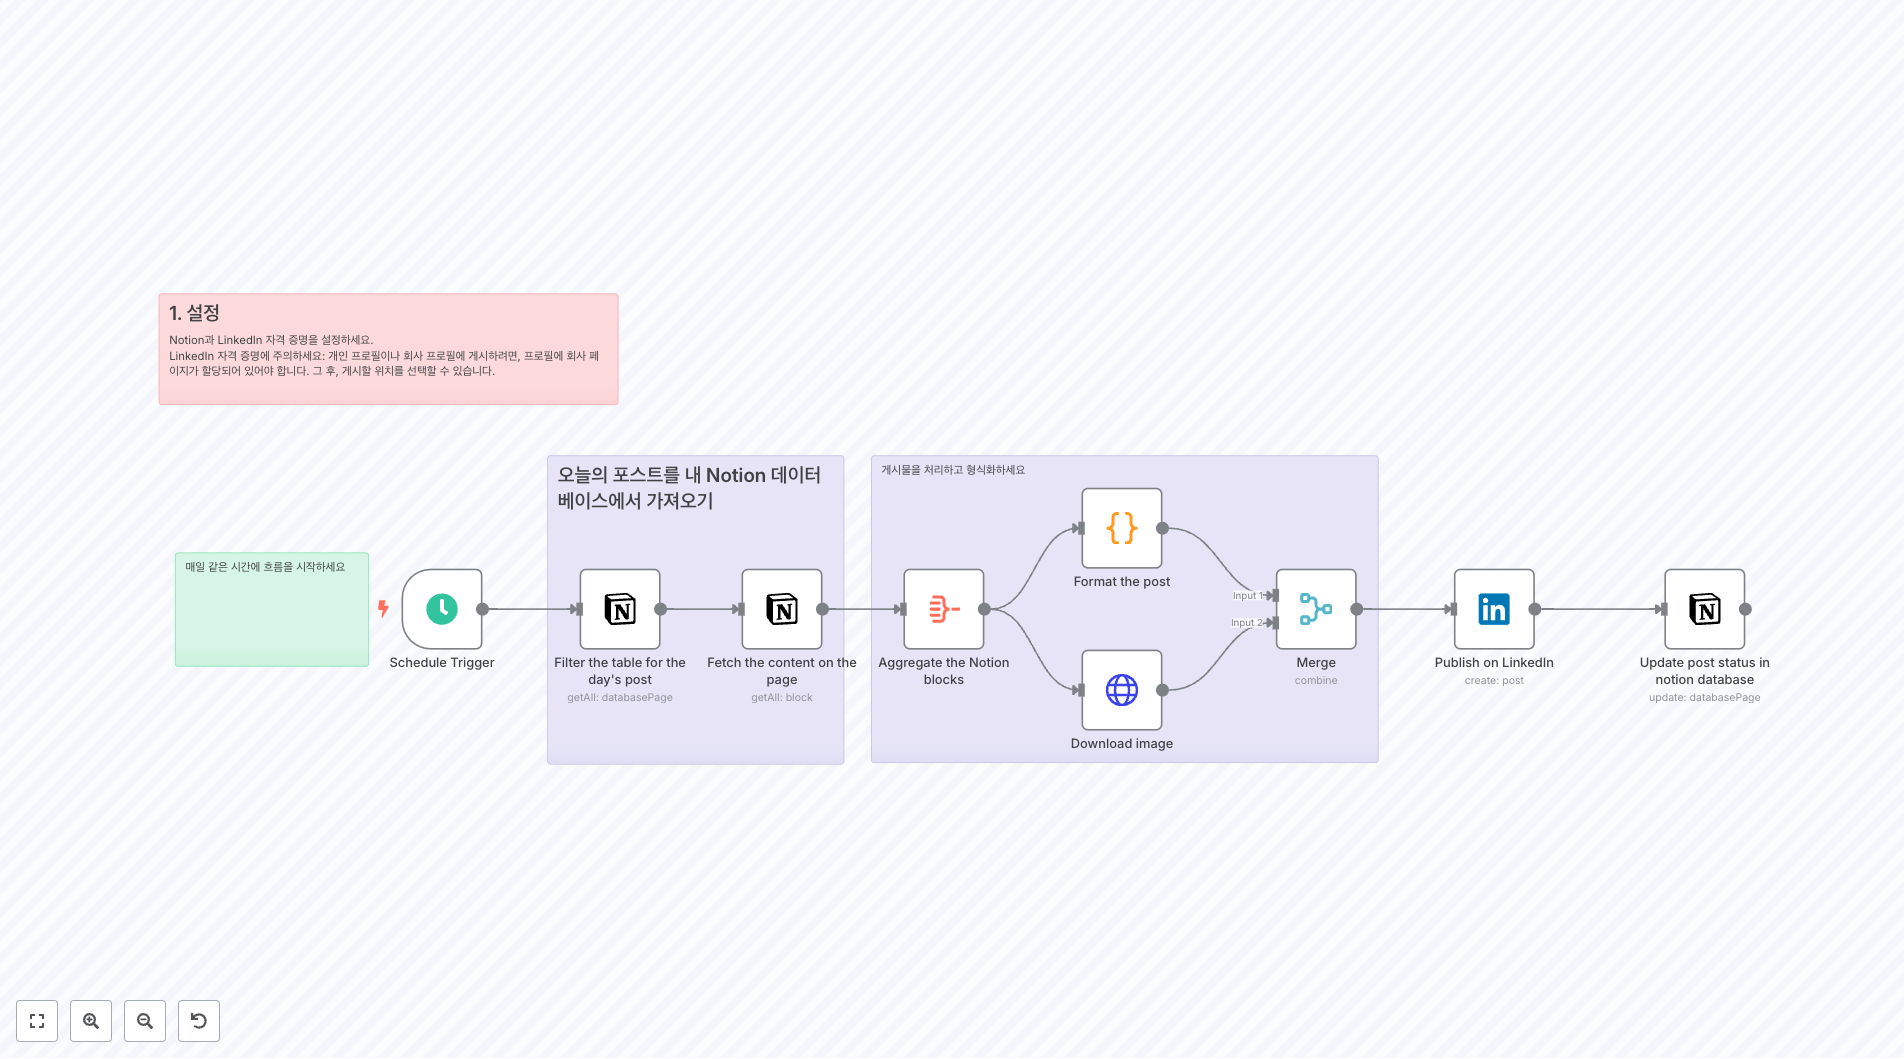 1. 설정
Notion과 LinkedIn 자격 증명을 설정하세요.
LinkedIn 자격 증명에 주의하세요: 개인 프로필이나 회사 프로필에 게시하려면, 프로필에 회사 페
이지가 할당되어 있어야 합니다. 그 후, 게시할 위치를 선택할 수 있습니다.
오늘의 포스트를 내 Notion 데이터
베이스에서 가져오기
게시물을 처리하고 형식화하세요
매일 같은 시간에 흐름을 시작하세요
Schedule Trigger
Filter the table for the
day's post
getAll: databasePage
Fetch the content on the
page
getAll: block
Aggregate the Notion
blocks
Format the post
Download image
Input 1
Input 2
Merge
combine
Publish on LinkedIn
create: post
Update post status in
notion database
update: databasePage